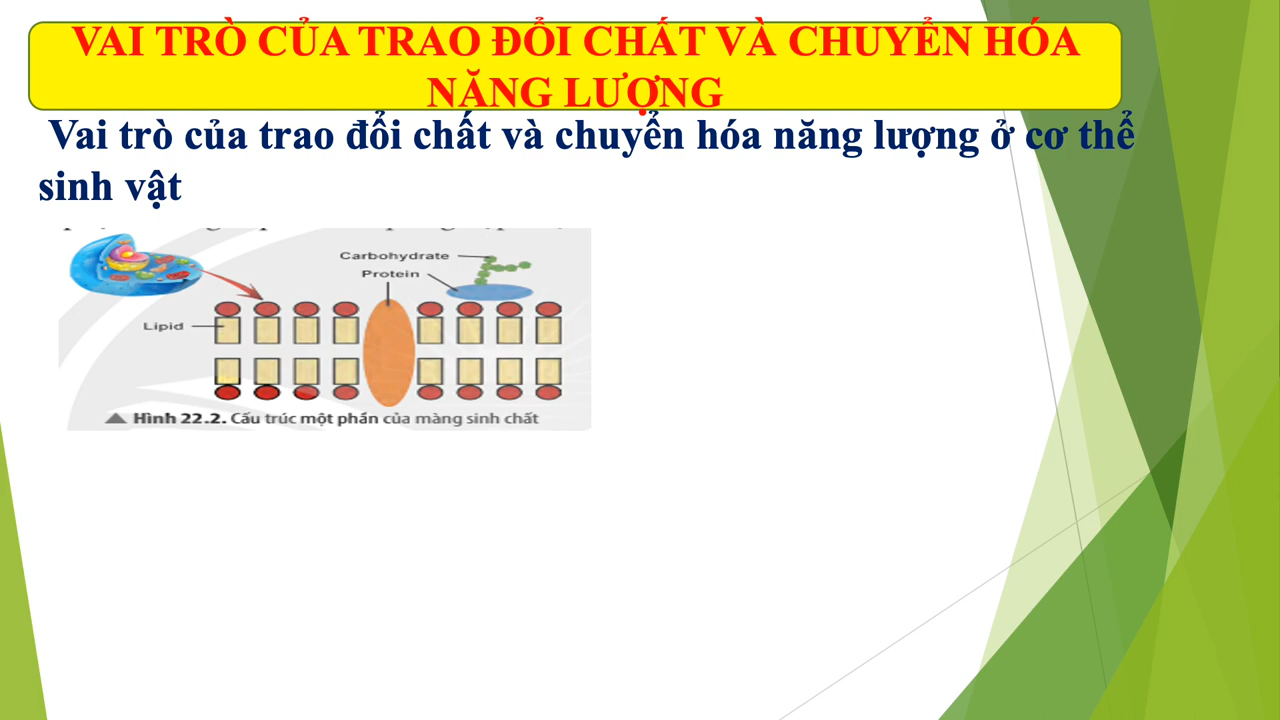 VAI TRÒ CỦA TRAO ĐỔI CHẤT VÀ CHUYỂN HÓA
NĂNG LƯỢNG
Vai trò của trao đổi chất và chuyển hóa năng lượng ở cơ thể
sinh vật
Carbohydrate
Protein
Lipid
Hình 22.2. Cấu trúc một phần của màng sinh chất